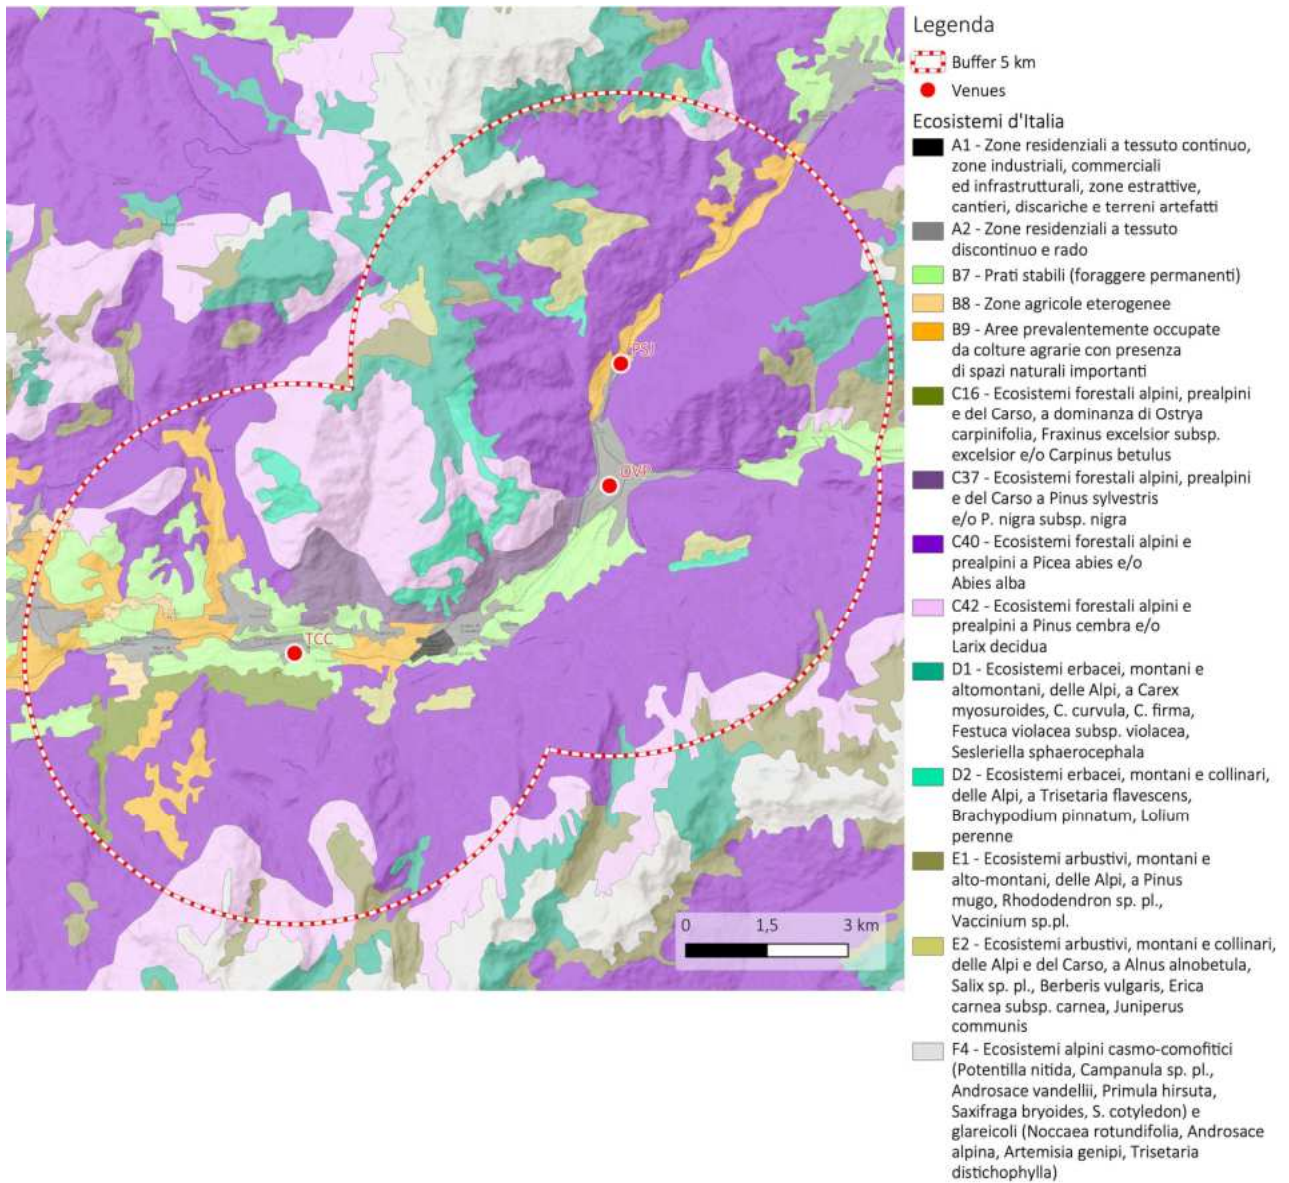 Legenda
Buffer 5 km
Venues
Ecosistemi d'Italia
A1 - Zone residenziali a tessuto continuo,
zone industriali, commerciali
ed infrastrutturali, zone estrattive,
cantieri, discariche e terreni artefatti
A2 - Zone residenziali a tessuto
discontinuo e rado
B7 - Prati stabili (foraggere permanenti)
B8 - Zone agricole eterogenee
B9 - Aree prevalentemente occupate
da colture agrarie con presenza
di spazi naturali importanti
C16 - Ecosistemi forestali alpini, prealpini
e del Carso, a dominanza di Ostrya
carpinifolia, Fraxinus excelsior subsp.
excelsior e/o Carpinus betulus
C37 - Ecosistemi forestali alpini, prealpini
e del Carso a Pinus sylvestris
e/o P. nigra subsp. nigra
C40 - Ecosistemi forestali alpini e
prealpini a Picea abies e/o
Abies alba
C42 - Ecosistemi forestali alpini e
prealpini a Pinus cembra e/o
Larix decidua
D1 - Ecosistemi erbacei, montani e
altomontani, delle Alpi, a Carex
myosuroides, C. curvula, C. firma,
Festuca violacea subsp. violacea,
Sesleriella sphaerocephala
D2 - Ecosistemi erbacei, montani e collinari,
delle Alpi, a Trisetaria flavescens,
Brachypodium pinnatum, Lolium
perenne
E1 - Ecosistemi arbustivi, montani e
alto-montani, delle Alpi, a Pinus
mugo, Rhododendron sp. pl.,
Vaccinium sp.pl.
E2 - Ecosistemi arbustivi, montani e collinari,
delle Alpi e del Carso, a Alnus alnobetula,
Salix sp. pl., Berberis vulgaris, Erica
carnea subsp. carnea, Juniperus
communis
F4 - Ecosistemi alpini casmo-comofitici
(Potentilla nitida, Campanula sp. pl.,
Androsace vandellii, Primula hirsuta,
Saxifraga bryoides, S. cotyledon) e
glareicoli (Noccaea rotundifolia, Androsace
alpina, Artemisia genipi, Trisetaria
distichophylla)
PSJ
TCC
0 1,5 3 km